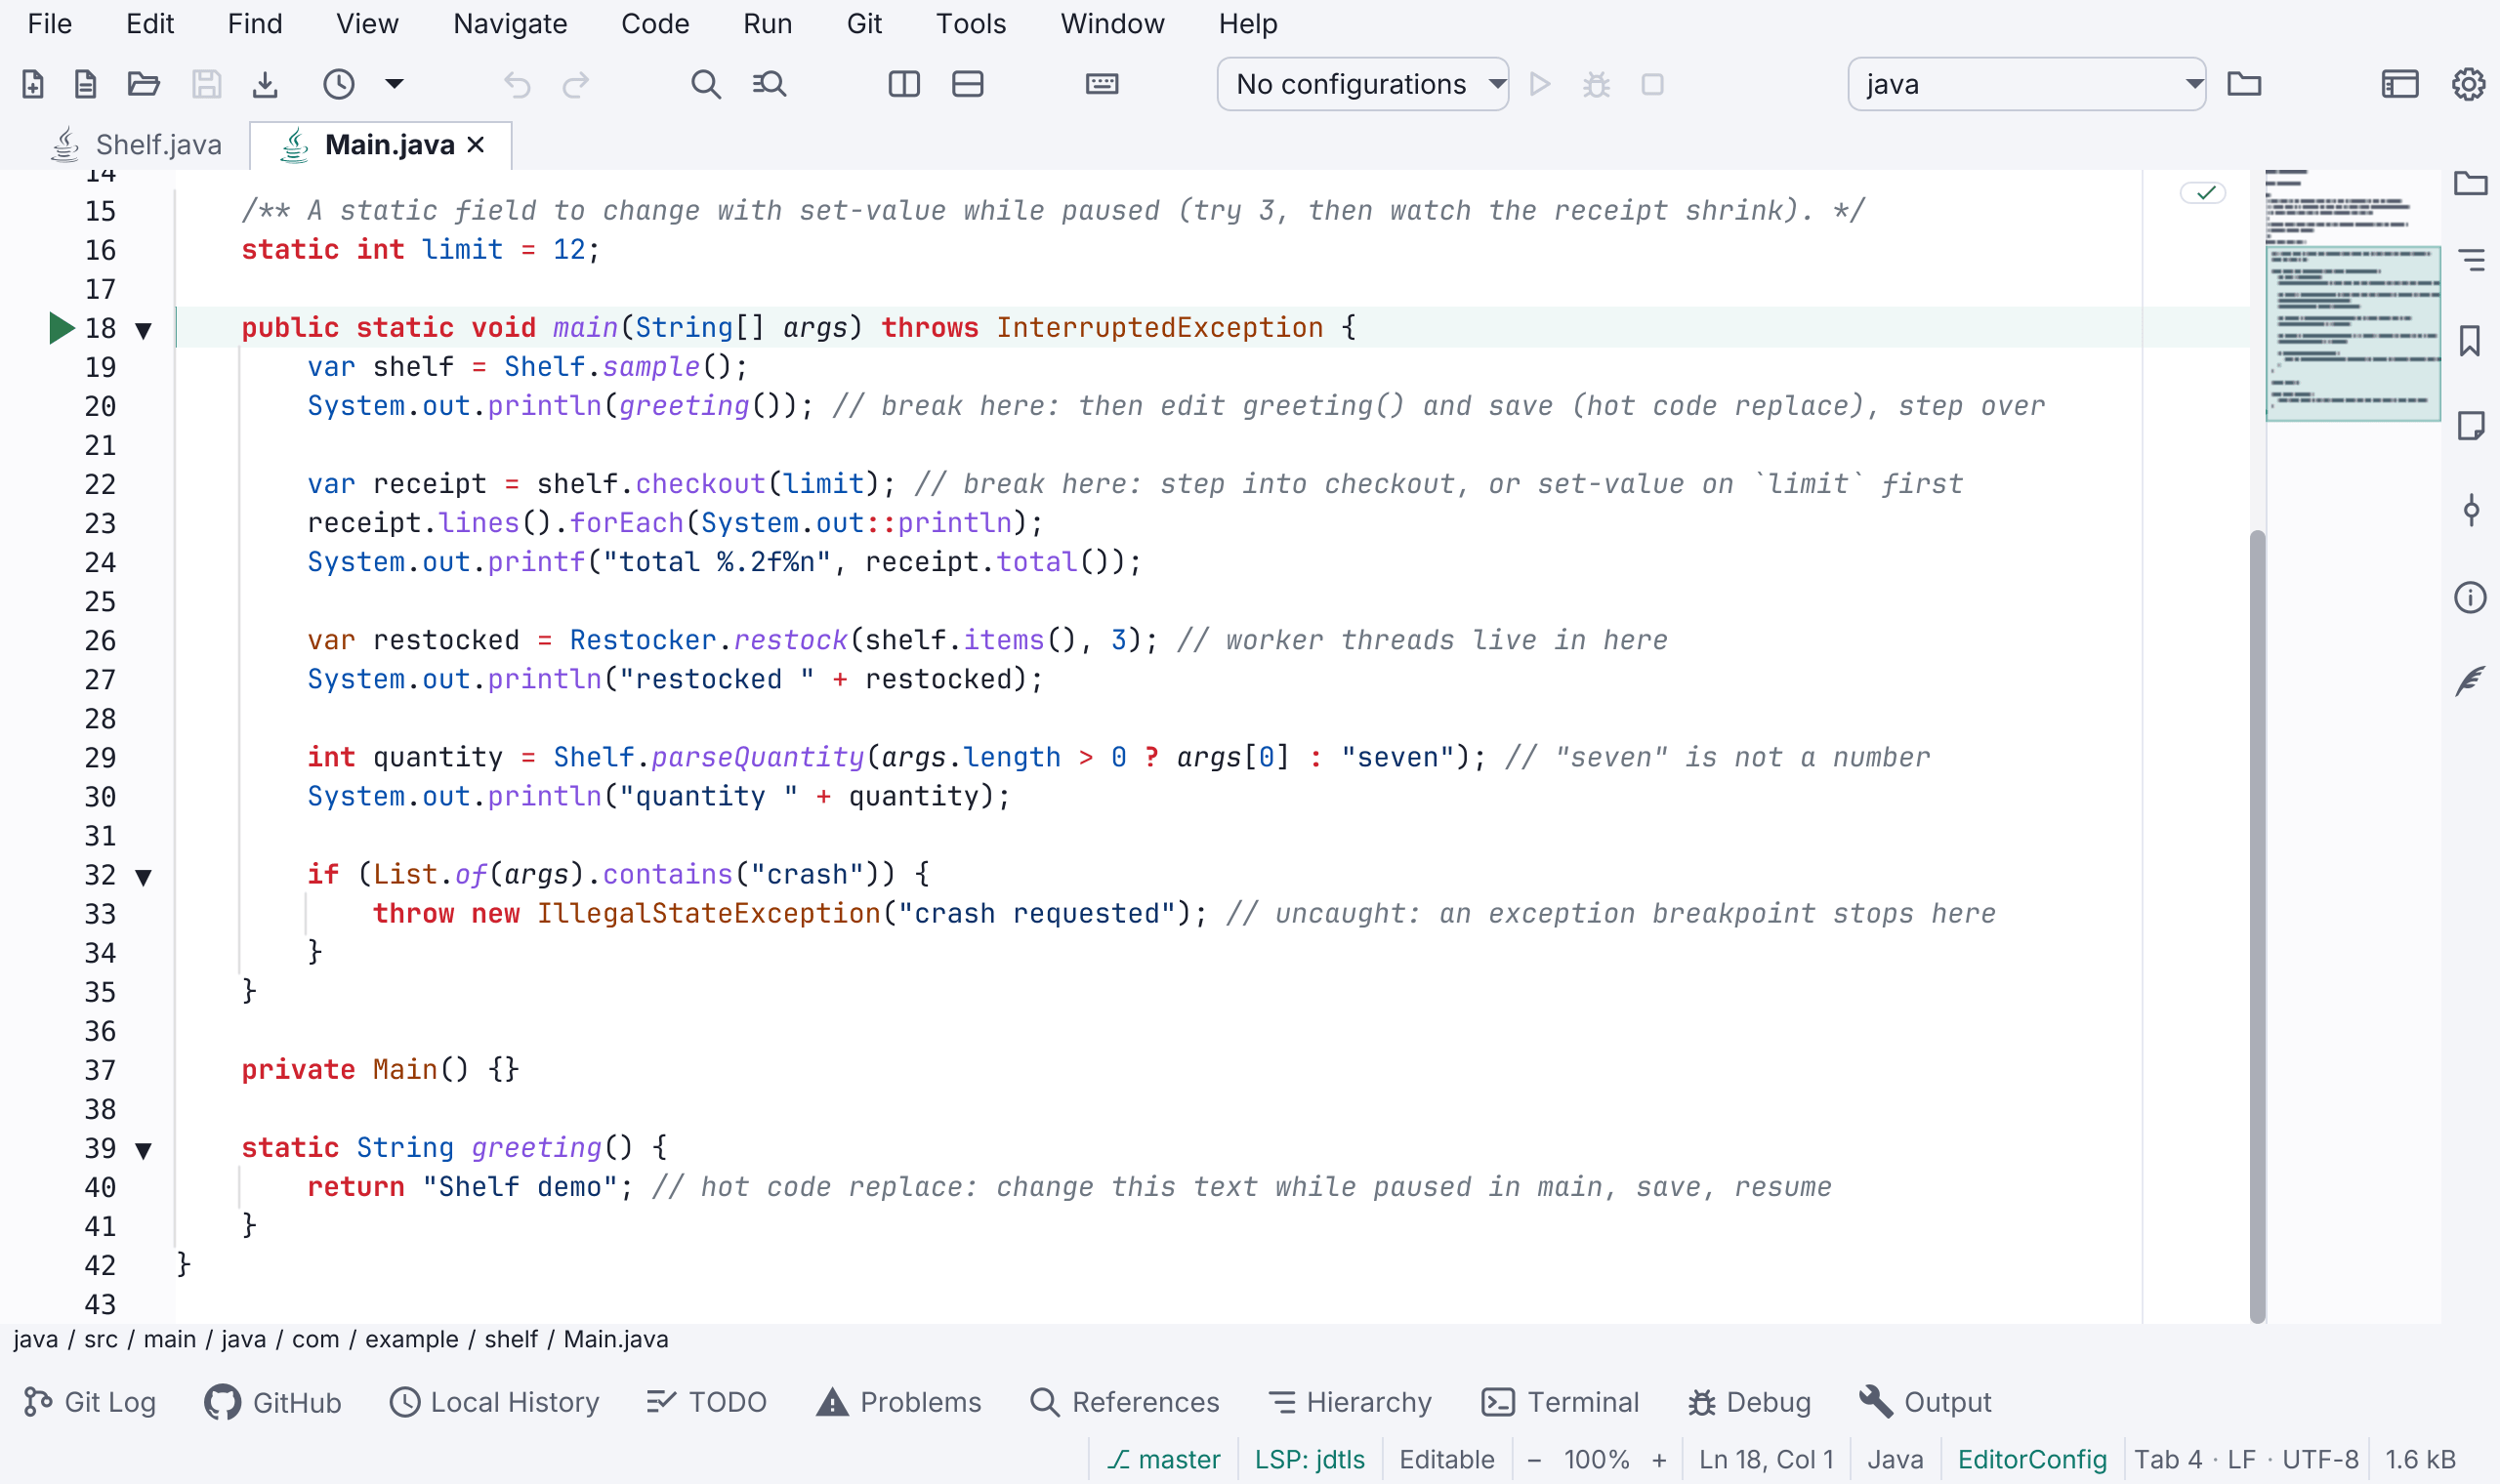 File Edit Find View Navigate Code Run Git Tools Window Help
No configurations java
Shelf.java Main.java
14
15 /** A static field to change with set-value while paused (try 3, then watch the receipt shrink). */
16 static int limit = 12;
17
18 public static void main(String[] args) throws InterruptedException {
19 var shelf = Shelf.sample();
20 System.out.println(greeting()); // break here: then edit greeting() and save (hot code replace), step over
21
22 var receipt = shelf.checkout(limit); // break here: step into checkout, or set-value on `limit` first
23 receipt.lines().forEach(System.out::println);
24 System.out.printf("total %.2f%n", receipt.total());
25
26 var restocked = Restocker.restock(shelf.items(), 3); // worker threads live in here
27 System.out.println("restocked " + restocked);
28
29 int quantity = Shelf.parseQuantity(args.length > 0 ? args[0] : "seven"); // "seven" is not a number
30 System.out.println("quantity " + quantity);
31
32 if (List.of(args).contains("crash")) {
33 throw new IllegalStateException("crash requested"); // uncaught: an exception breakpoint stops here
34 }
35 }
36
37 private Main() {}
38
39 static String greeting() {
40 return "Shelf demo"; // hot code replace: change this text while paused in main, save, resume
41 }
42 }
43
java / src / main / java / com / example / shelf / Main.java
Git Log GitHub Local History TODO Problems References Hierarchy Terminal Debug Output
master LSP: jdtls Editable − 100% + Ln 18, Col 1 Java EditorConfig Tab 4 · LF · UTF-8 1.6 kB